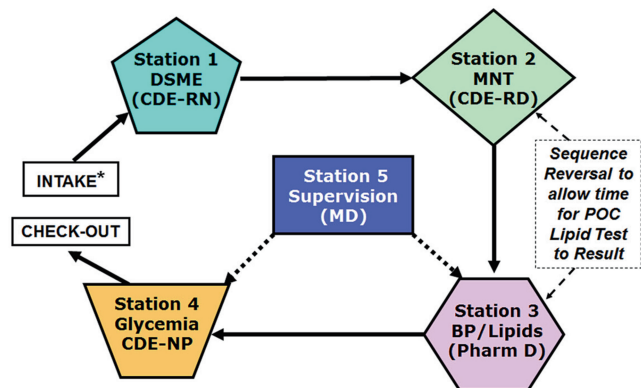 Station 1
DSME
(CDE-RN)
Station 2
MNT
(CDE-RD)
INTAKE*
Station 5
Supervision
(MD)
Sequence
Reversal to
allow time
for POC
Lipid Test
to Result
CHECK-OUT
Station 4
Glycemia
CDE-NP
Station 3
BP/Lipids
(Pharm D)